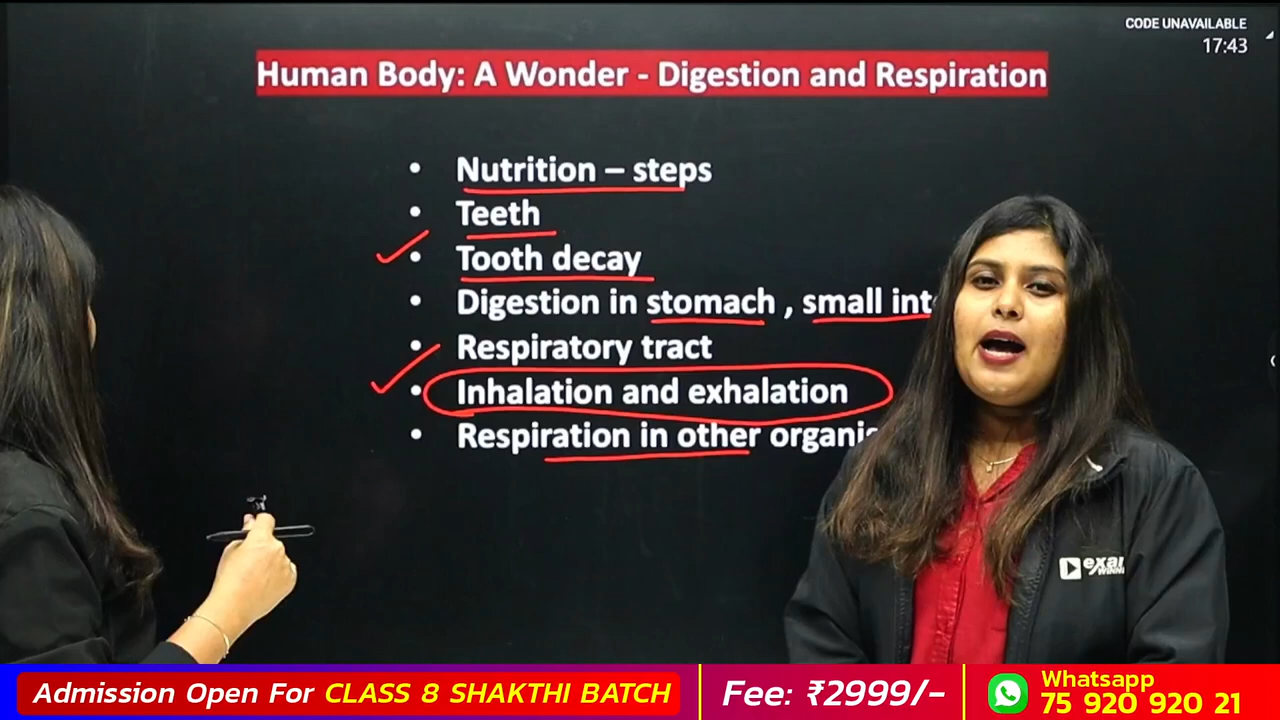 CODE UNAVAILABLE
17:43
Human Body: A Wonder - Digestion and Respiration
• Nutrition – steps
• Teeth
• Tooth decay
• Digestion in stomach , small
• Respiratory tract
• Inhalation and exhalation
• Respiration in other
Admission Open For CLASS 8 SHAKTHI BATCH
Fee: ₹2999/-
Whatsapp
75 920 920 21